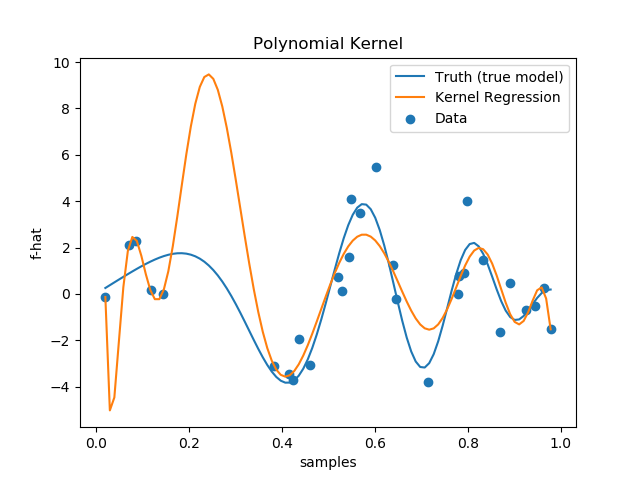 Polynomial Kernel
Truth (true model)
Kernel Regression
Data
f-hat
10
8
6
4
2
0
−2
−4
0.0 0.2 0.4 0.6 0.8 1.0
samples